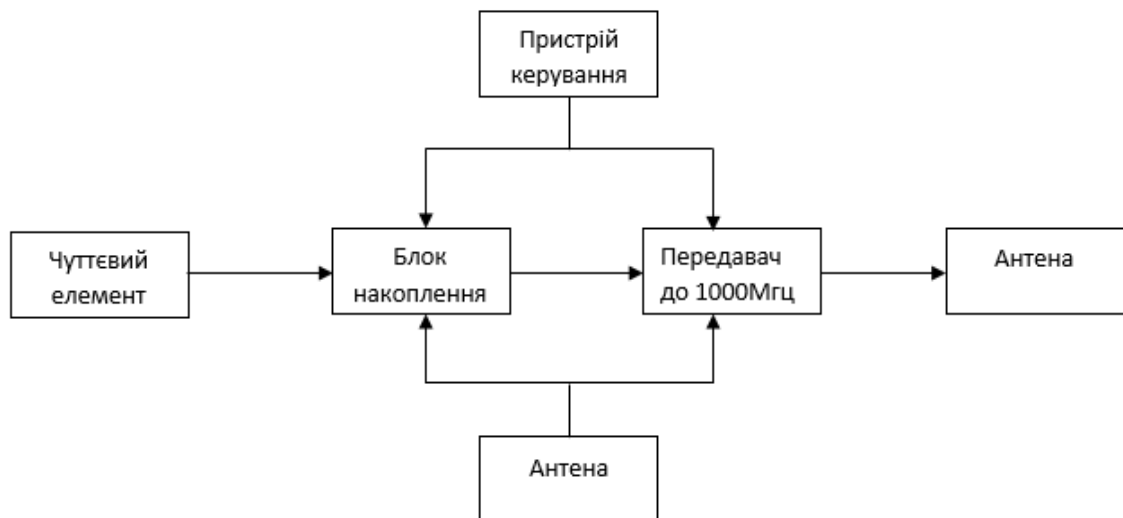 Пристрій
керування
Чуттєвий
елемент
Блок
накоплення
Передавач
до 1000Мгц
Антена
Антена